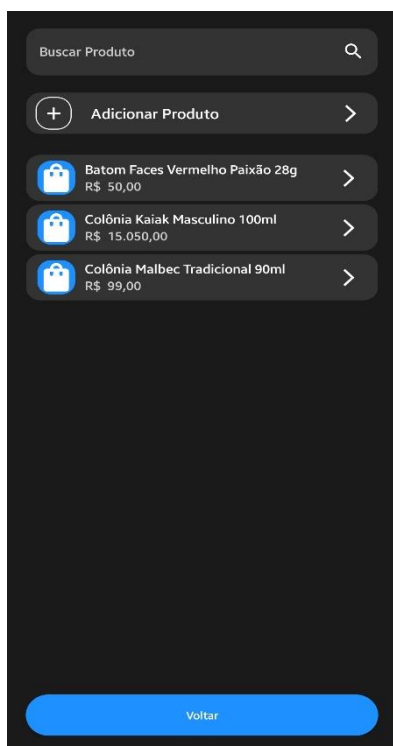 Buscar Produto
Adicionar Produto
Batom Faces Vermelho Paixão 28g
R$ 50,00
Colônia Kaiak Masculino 100ml
R$ 15.050,00
Colônia Malbec Tradicional 90ml
R$ 99,00
Voltar